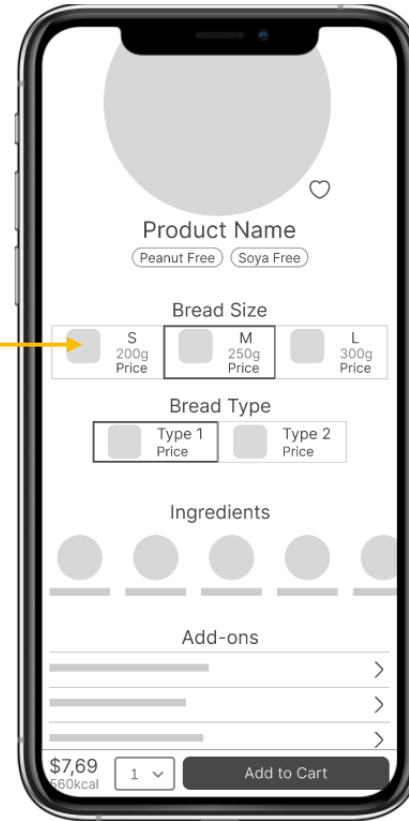 Product Name
Peanut Free Soya Free
Bread Size
S M L
200g 250g 300g
Price Price Price
Bread Type
Type 1 Type 2
Price Price
Ingredients
Add-ons
$7,69
560kcal
1
Add to Cart